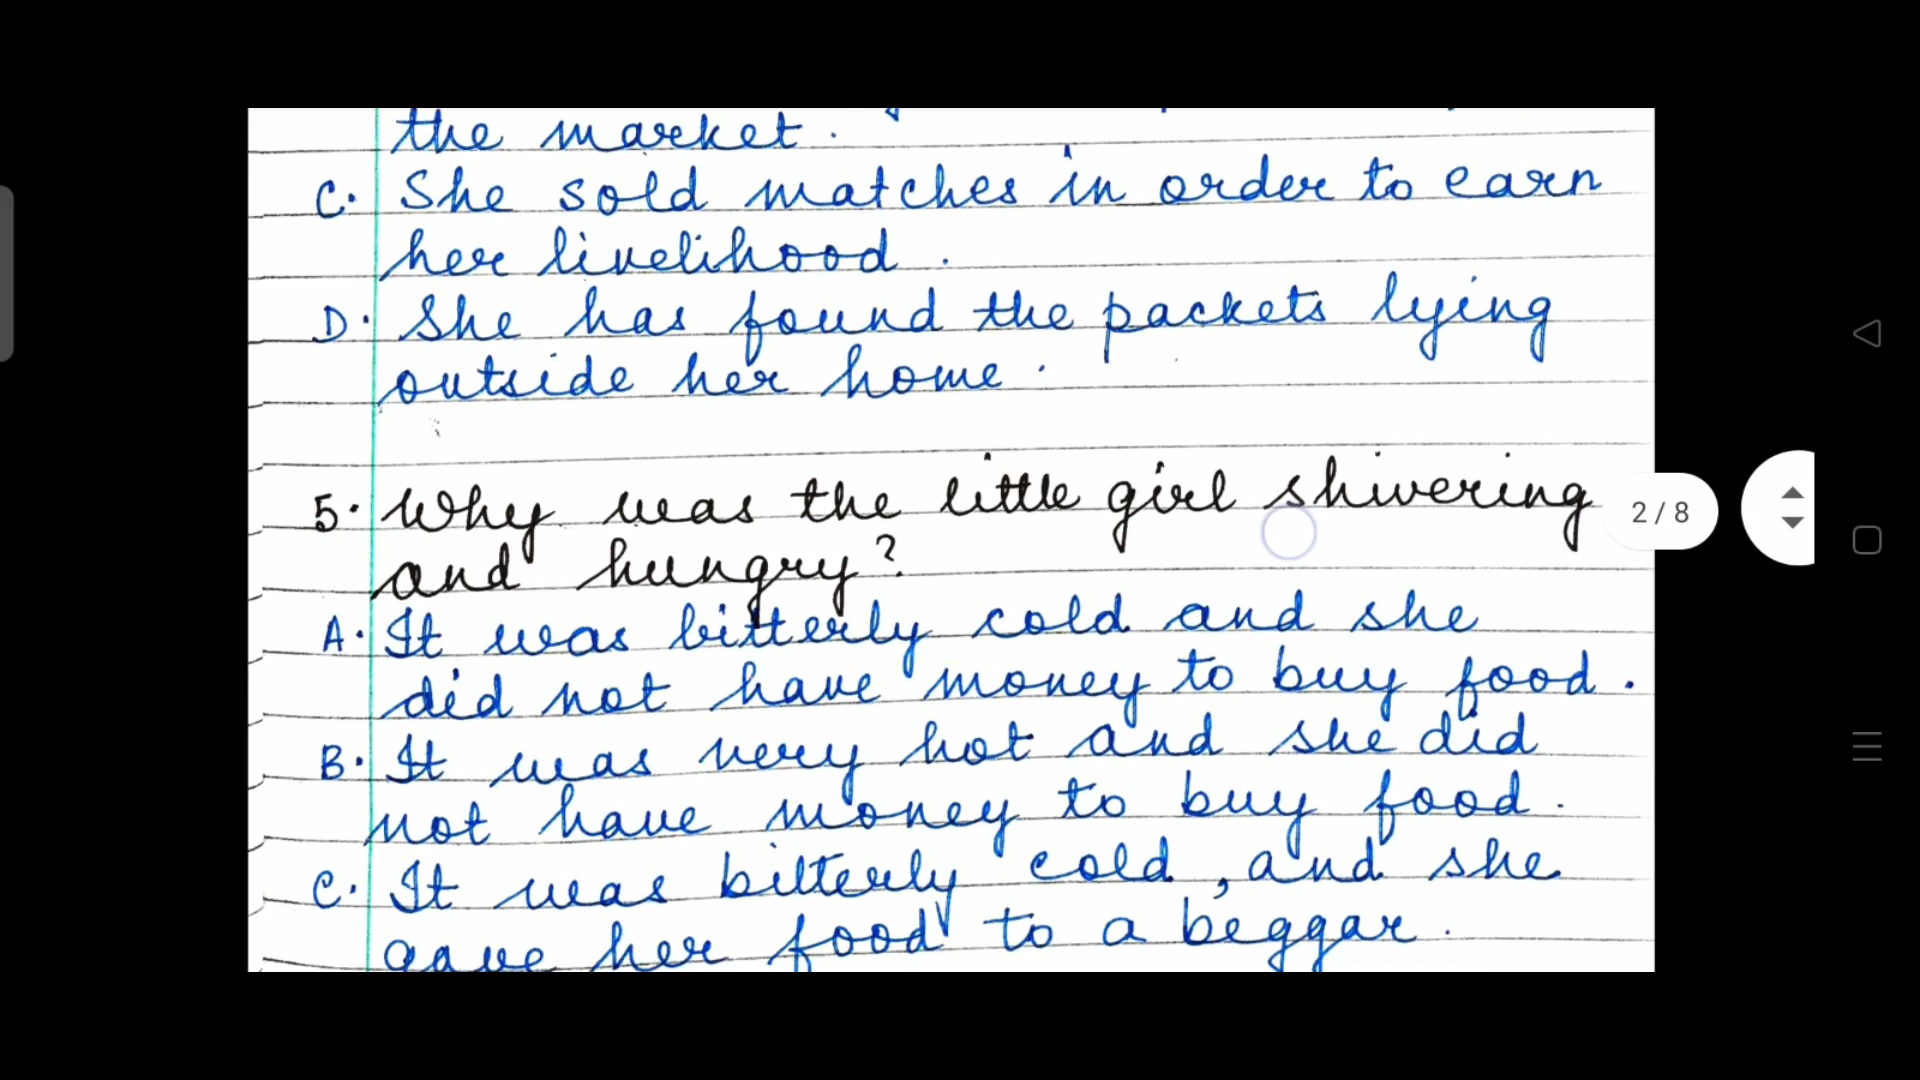 the market.
C. She sold matches in order to earn
her livelihood.
D. She has found the packets lying
outside her home.
5. Why was the little girl shivering
and hungry?
2/8
A. It was bitterly cold and she
did not have money to buy food.
B. It was very hot and she did
not have money to buy food.
C. It was bitterly cold, and she
gave her food to a beggar.